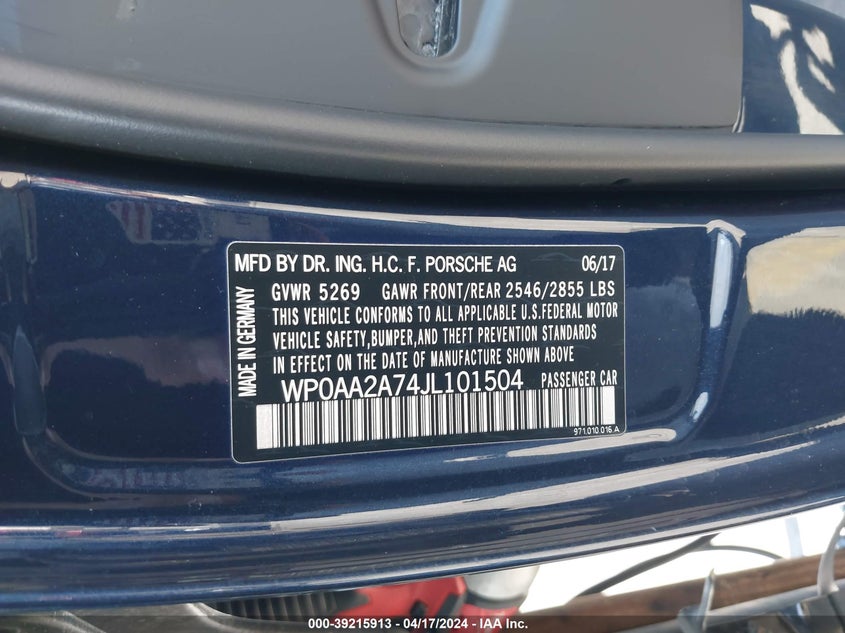 MFD BY DR. ING. H.C. F. PORSCHE AG 06/17
MADE IN GERMANY
GVWR 5269 GAWR FRONT/REAR 2546/2855 LBS
THIS VEHICLE CONFORMS TO ALL APPLICABLE U.S.FEDERAL MOTOR
VEHICLE SAFETY,BUMPER,AND THEFT PREVENTION STANDARDS
IN EFFECT ON THE DATE OF MANUFACTURE SHOWN ABOVE
WP0AA2A74JL101504 PASSENGER CAR
971.010.016.A
000-39215913 - 04/17/2024 - IAA Inc.